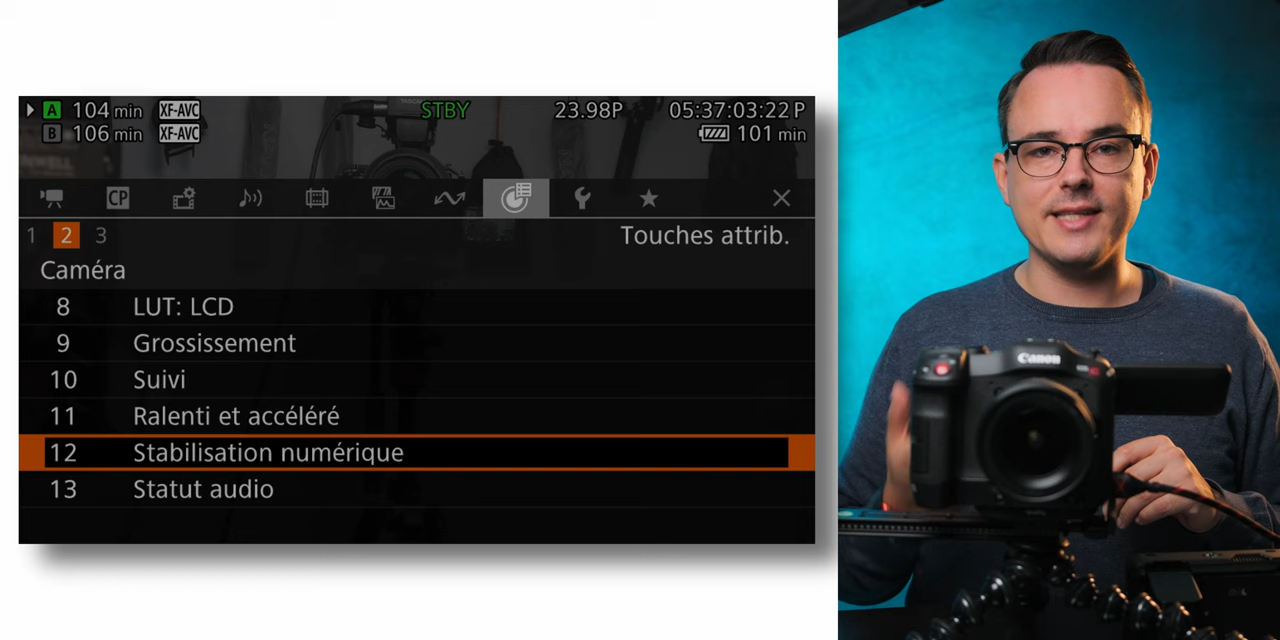 A 104 min XF-AVC STBY 23.98P 05:37:03:22 P
B 106 min XF-AVC 101 min
CP
1 2 3 Touches attrib.
Caméra
8 LUT: LCD
9 Grossissement
10 Suivi
11 Ralenti et accéléré
12 Stabilisation numérique
13 Statut audio
Canon